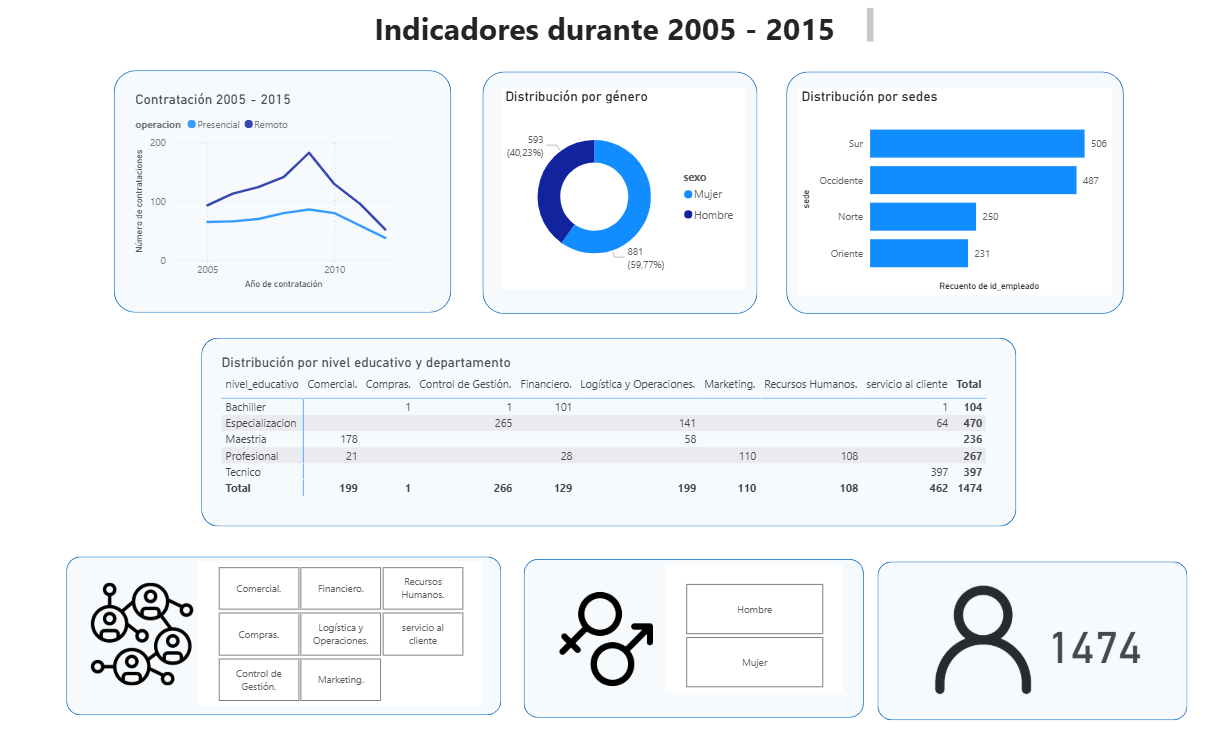 Indicadores durante 2005 - 2015
Contratación 2005 - 2015
operacion Presencial Remoto
Número de contrataciones
200
100
0
2005 2010
Año de contratación
Distribución por género
593
(40,23%)
881
(59,77%)
sexo
Mujer
Hombre
Distribución por sedes
sede
Sur 506
Occidente 487
Norte 250
Oriente 231
Recuento de id_empleado
Distribución por nivel educativo y departamento
nivel_educativo Comercial. Compras. Control de Gestión. Financiero. Logística y Operaciones. Marketing. Recursos Humanos. servicio al cliente Total
Bachiller 1 1 101 1 104
Especializacion 265 141 64 470
Maestria 178 58 236
Profesional 21 28 110 108 267
Tecnico 397 397
Total 199 1 266 129 199 110 108 462 1474
Comercial.
Financiero.
Recursos
Humanos.
Compras.
Logística y
Operaciones.
servicio al
cliente
Control de
Gestión.
Marketing.
Hombre
Mujer
1474